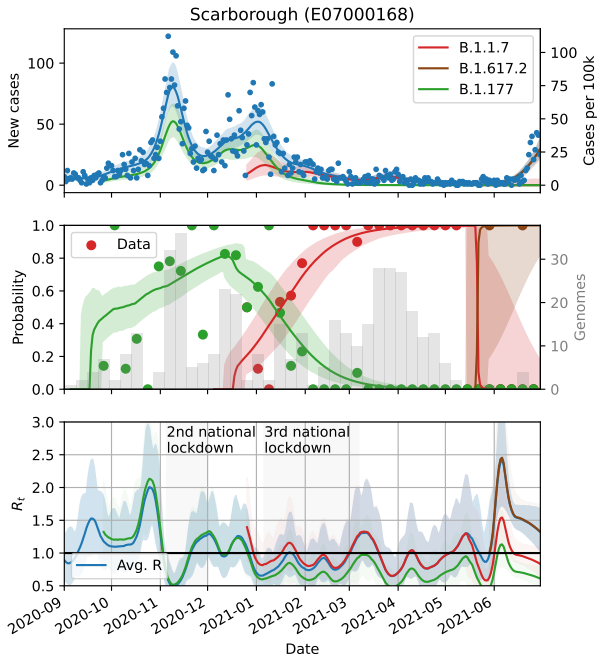 Scarborough (E07000168)
New cases
100
50
0
B.1.1.7
B.1.617.2
B.1.177
100
75
50
25
0
Cases per 100k
Probability
1.0
0.8
0.6
0.4
0.2
0.0
Data
30
20
10
0
Genomes
Rt
3.0
2.5
2.0
1.5
1.0
0.5
2nd national
lockdown
3rd national
lockdown
Avg. R
2020-09
2020-10
2020-11
2020-12
2021-01
2021-02
2021-03
2021-04
2021-05
2021-06
Date